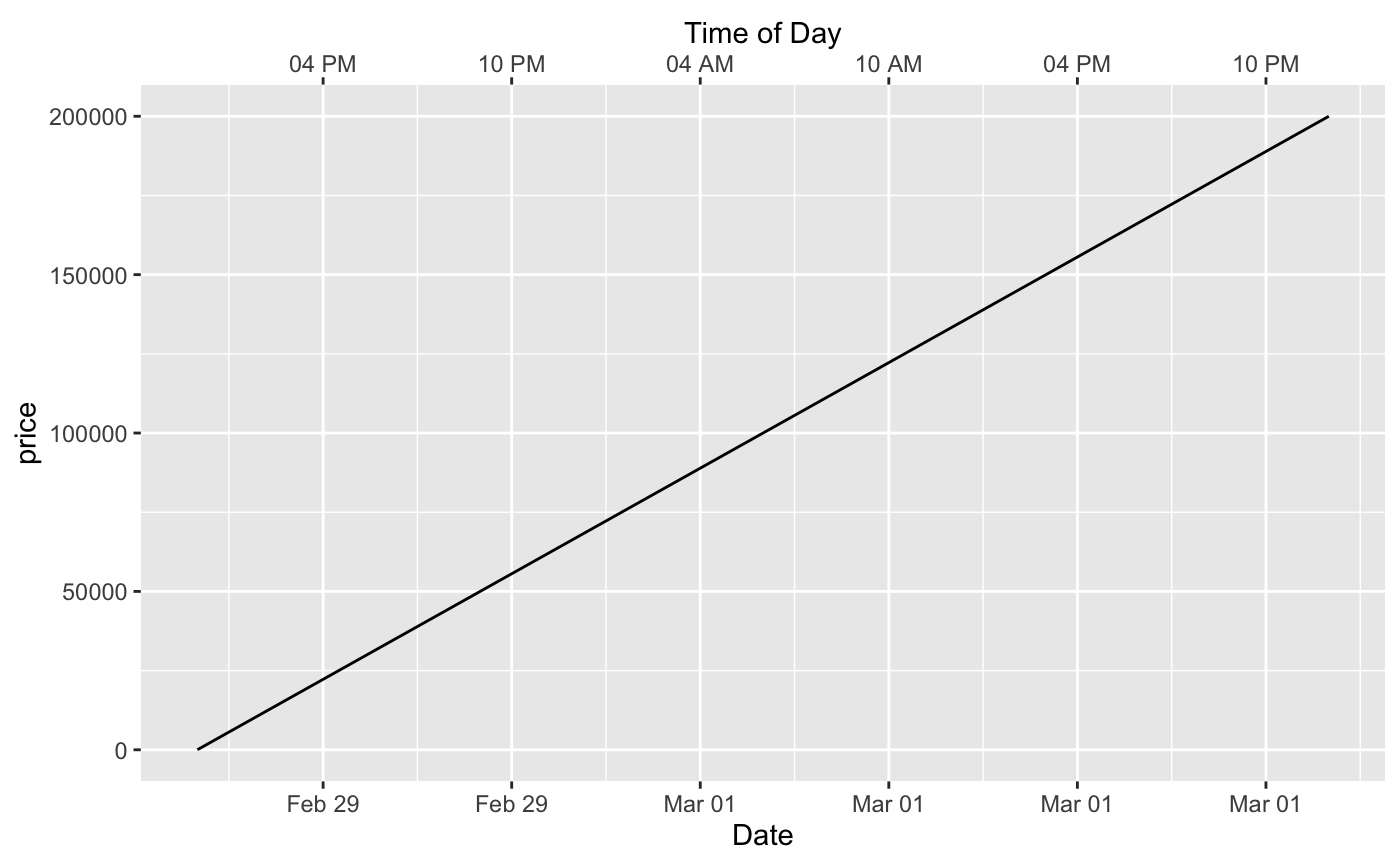 Time of Day
04 PM 10 PM 04 AM 10 AM 04 PM 10 PM
200000
150000
100000
50000
0
price
Feb 29 Feb 29 Mar 01 Mar 01 Mar 01 Mar 01
Date